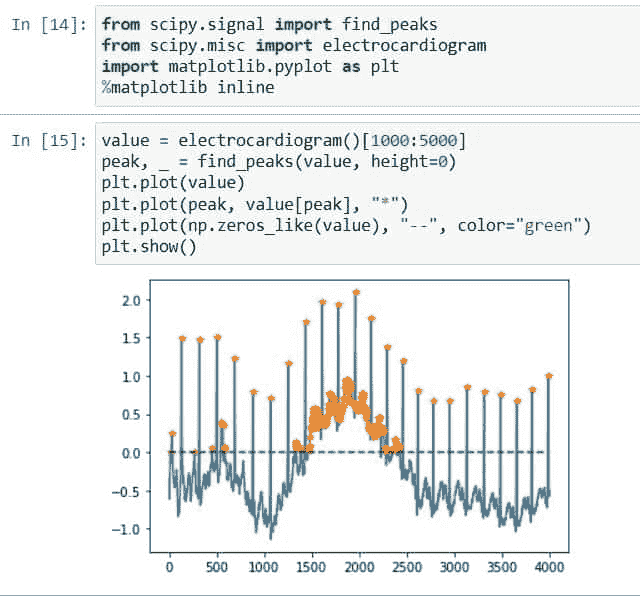 In [14]: from scipy.signal import find_peaks
from scipy.misc import electrocardiogram
import matplotlib.pyplot as plt
%matplotlib inline
In [15]: value = electrocardiogram()[1000:5000]
peak, _ = find_peaks(value, height=0)
plt.plot(value)
plt.plot(peak, value[peak], "*")
plt.plot(np.zeros_like(value), "--", color="green")
plt.show()
2.0
1.5
1.0
0.5
0.0
−0.5
−1.0
0 500 1000 1500 2000 2500 3000 3500 4000